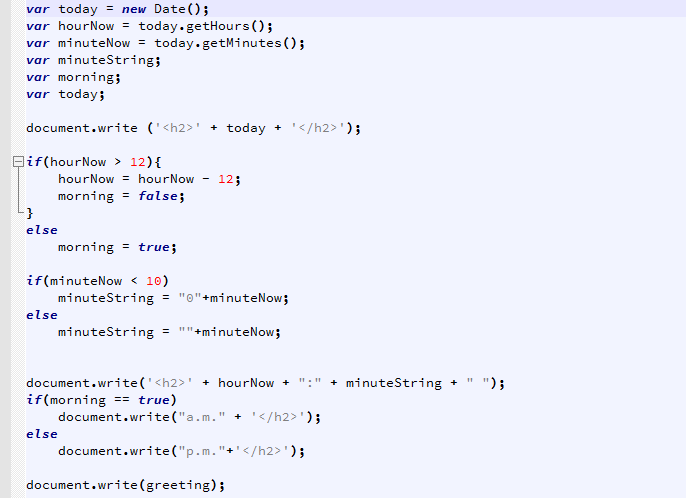 var today = new Date();
var hourNow = today.getHours();
var minuteNow = today.getMinutes();
var minuteString;
var morning;
var today;

document.write ('<h2>' + today + '</h2>');

if(hourNow > 12){
    hourNow = hourNow - 12;
    morning = false;
}
else
    morning = true;

if(minuteNow < 10)
    minuteString = "0"+minuteNow;
else
    minuteString = ""+minuteNow;


document.write('<h2>' + hourNow + ":" + minuteString + " ");
if(morning == true)
    document.write("a.m." + '</h2>');
else
    document.write("p.m."+'</h2>');

document.write(greeting);